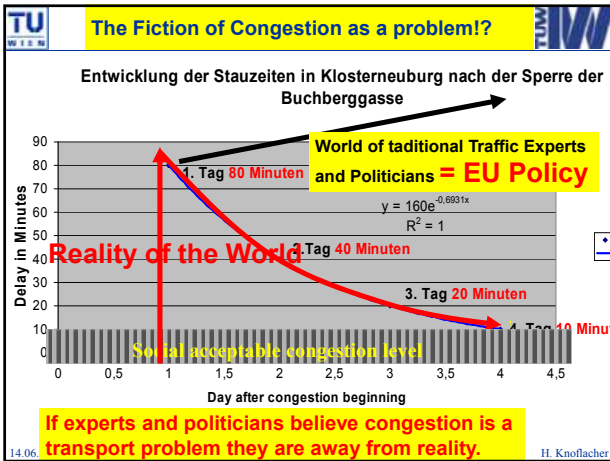 TU
WIEN
The Fiction of Congestion as a problem!?
TUW
Entwicklung der Stauzeiten in Klosterneuburg nach der Sperre der
Buchberggasse
World of taditional Traffic Experts
and Politicians = EU Policy
y = 160e^-0,6931x
R² = 1
Delay in Minutes
90
80
70
60
50
40
30
20
10
0
1. Tag 80 Minuten
Reality of the World
2.Tag 40 Minuten
3. Tag 20 Minuten
4. Tag 10 Minut
Social acceptable congestion level
0 0,5 1 1,5 2 2,5 3 3,5 4 4,5
Day after congestion beginning
If experts and politicians believe congestion is a
transport problem they are away from reality.
14.06.
H. Knoflacher